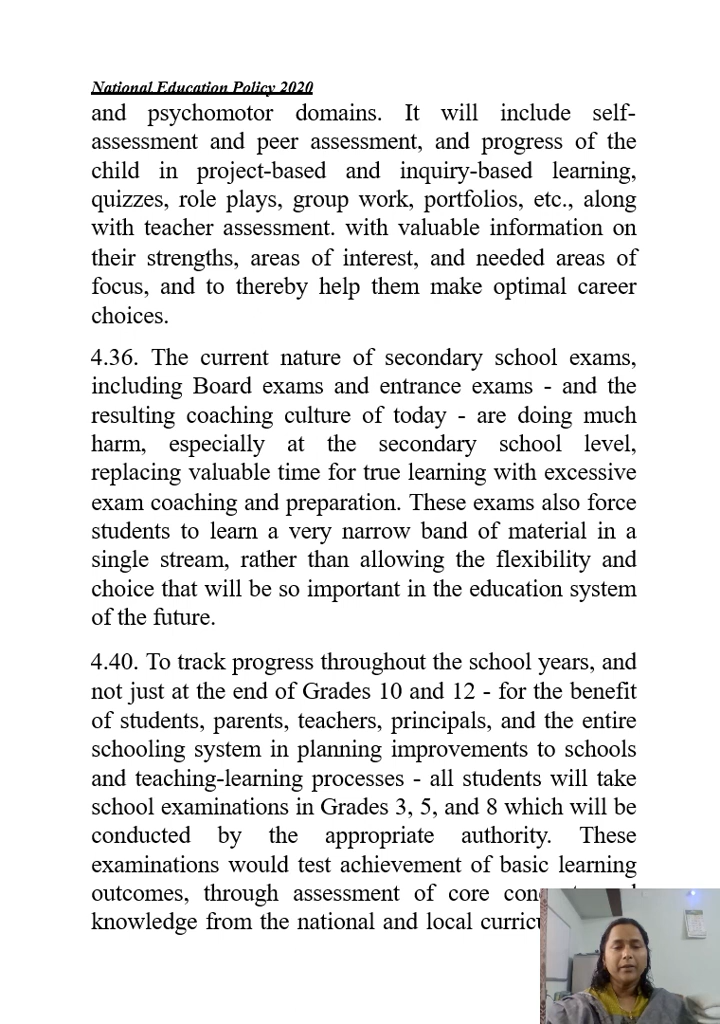 National Education Policy 2020
and psychomotor domains. It will include self-
assessment and peer assessment, and progress of the
child in project-based and inquiry-based learning,
quizzes, role plays, group work, portfolios, etc., along
with teacher assessment. with valuable information on
their strengths, areas of interest, and needed areas of
focus, and to thereby help them make optimal career
choices.
4.36. The current nature of secondary school exams,
including Board exams and entrance exams - and the
resulting coaching culture of today - are doing much
harm, especially at the secondary school level,
replacing valuable time for true learning with excessive
exam coaching and preparation. These exams also force
students to learn a very narrow band of material in a
single stream, rather than allowing the flexibility and
choice that will be so important in the education system
of the future.
4.40. To track progress throughout the school years, and
not just at the end of Grades 10 and 12 - for the benefit
of students, parents, teachers, principals, and the entire
schooling system in planning improvements to schools
and teaching-learning processes - all students will take
school examinations in Grades 3, 5, and 8 which will be
conducted by the appropriate authority. These
examinations would test achievement of basic learning
outcomes, through assessment of core
knowledge from the national and local